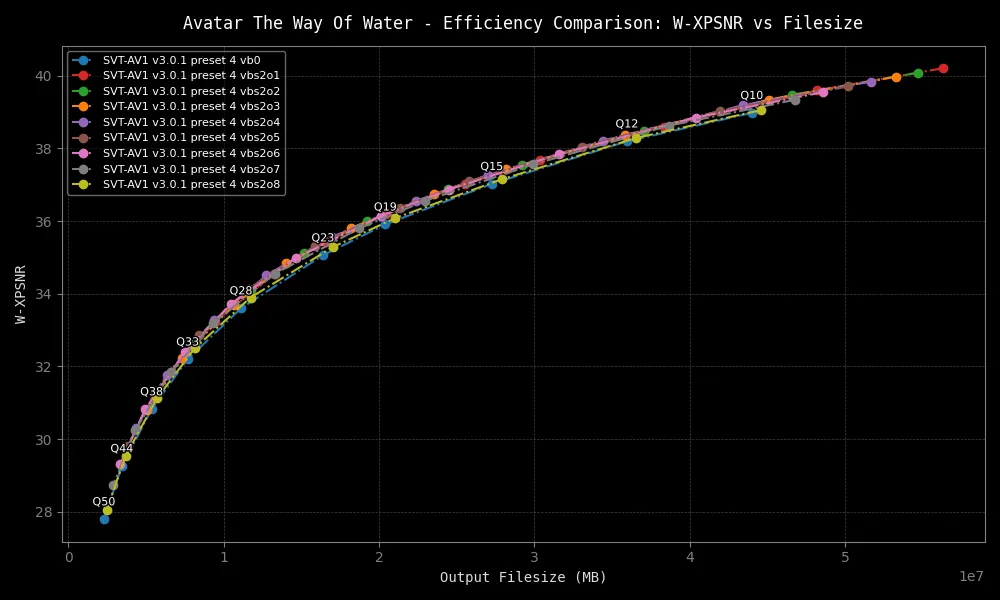 Avatar The Way Of Water - Efficiency Comparison: W-XPSNR vs Filesize
SVT-AV1 v3.0.1 preset 4 vb0
SVT-AV1 v3.0.1 preset 4 vbs2o1
SVT-AV1 v3.0.1 preset 4 vbs2o2
SVT-AV1 v3.0.1 preset 4 vbs2o3
SVT-AV1 v3.0.1 preset 4 vbs2o4
SVT-AV1 v3.0.1 preset 4 vbs2o5
SVT-AV1 v3.0.1 preset 4 vbs2o6
SVT-AV1 v3.0.1 preset 4 vbs2o7
SVT-AV1 v3.0.1 preset 4 vbs2o8
40
38
36
34
32
30
28
W-XPSNR
Q10
Q12
Q15
Q19
Q23
Q28
Q33
Q38
Q44
Q50
0 1 2 3 4 5
1e7
Output Filesize (MB)